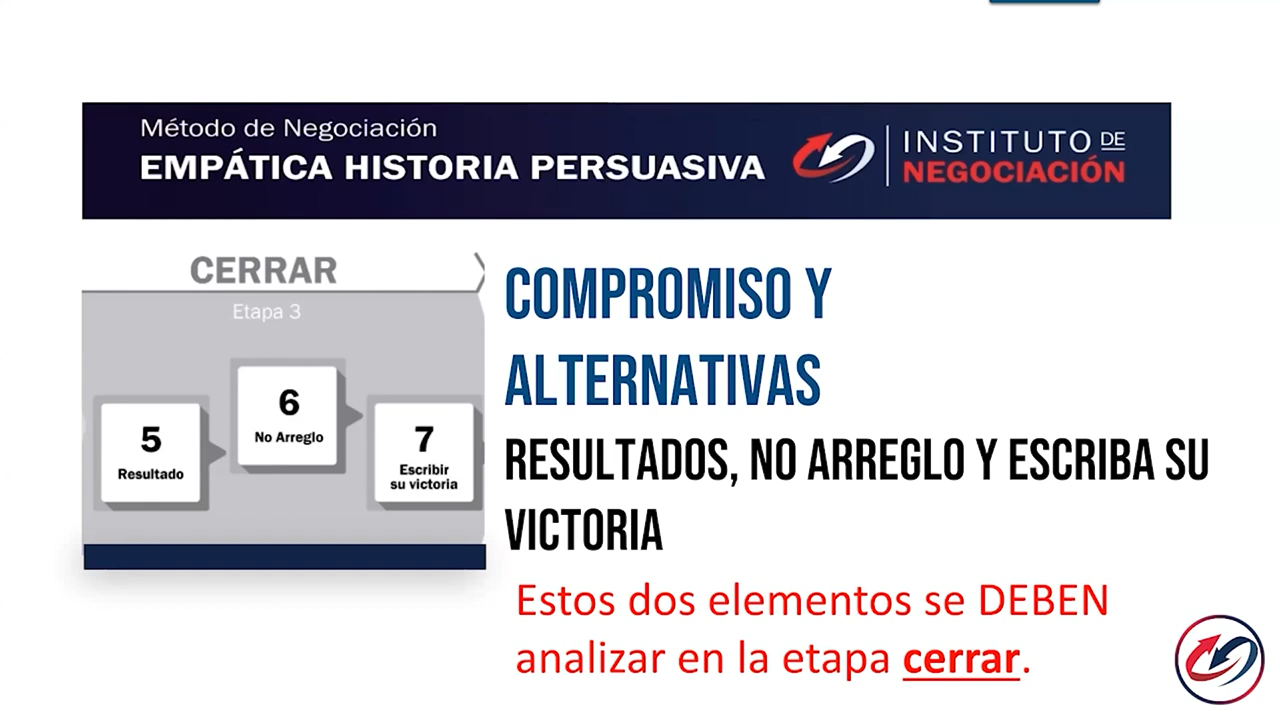 Método de Negociación
EMPÁTICA HISTORIA PERSUASIVA
INSTITUTO DE
NEGOCIACIÓN
CERRAR
Etapa 3
5
Resultado
6
No Arreglo
7
Escribir
su victoria
COMPROMISO Y
ALTERNATIVAS
RESULTADOS, NO ARREGLO Y ESCRIBA SU
VICTORIA
Estos dos elementos se DEBEN
analizar en la etapa cerrar.